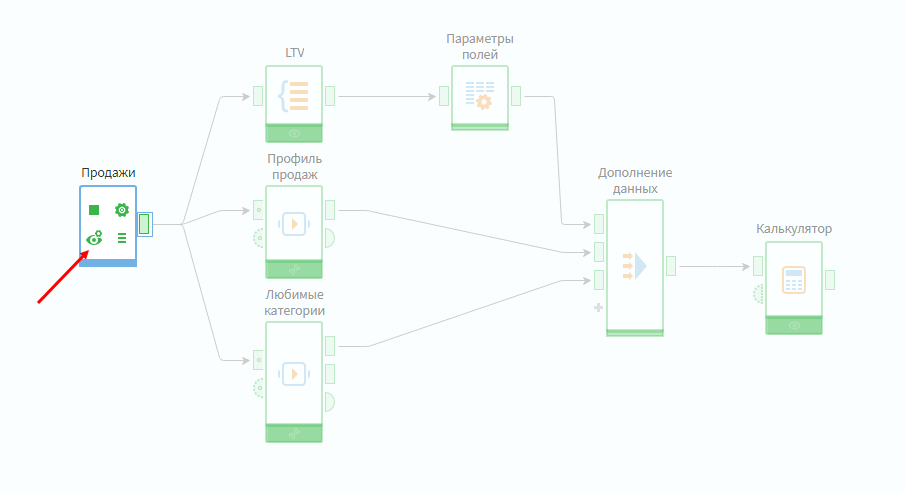 LTV
Параметры
полей
Профиль
продаж
Продажи
Дополнение
данных
Калькулятор
Любимые
категории